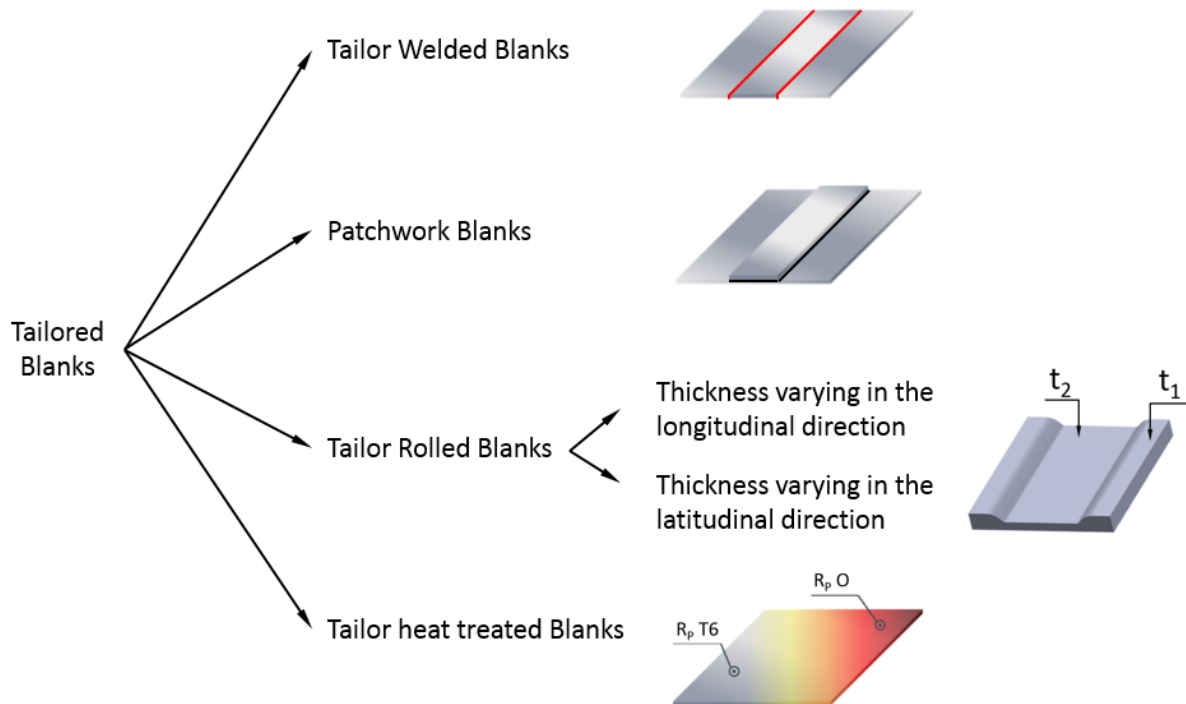 Tailor Welded Blanks
Patchwork Blanks
Tailored
Blanks
Tailor Rolled Blanks
Thickness varying in the
longitudinal direction
Thickness varying in the
latitudinal direction
t₂
t₁
Tailor heat treated Blanks
Rₚ T6
Rₚ O